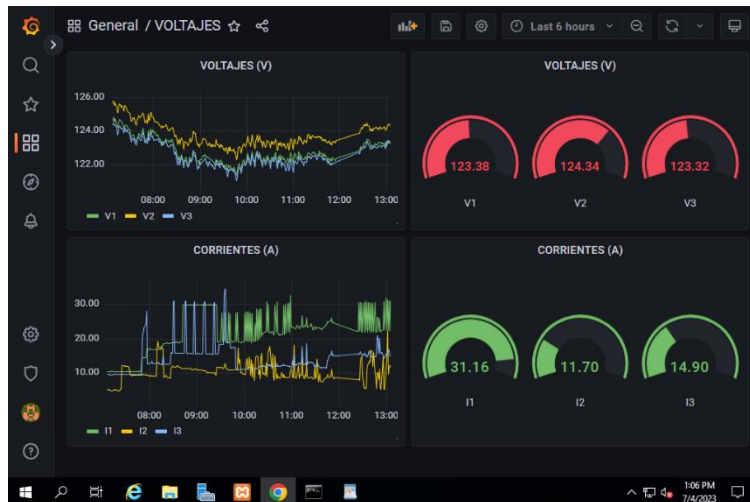 General / VOLTAJES
Last 6 hours
VOLTAJES (V)
126.00
124.00
122.00
08:00 09:00 10:00 11:00 12:00 13:00
V1 V2 V3
VOLTAJES (V)
123.38 124.34 123.32
V1 V2 V3
CORRIENTES (A)
30.00
20.00
10.00
08:00 09:00 10:00 11:00 12:00 13:00
I1 I2 I3
CORRIENTES (A)
31.16 11.70 14.90
I1 I2 I3
1:06 PM
7/4/2023